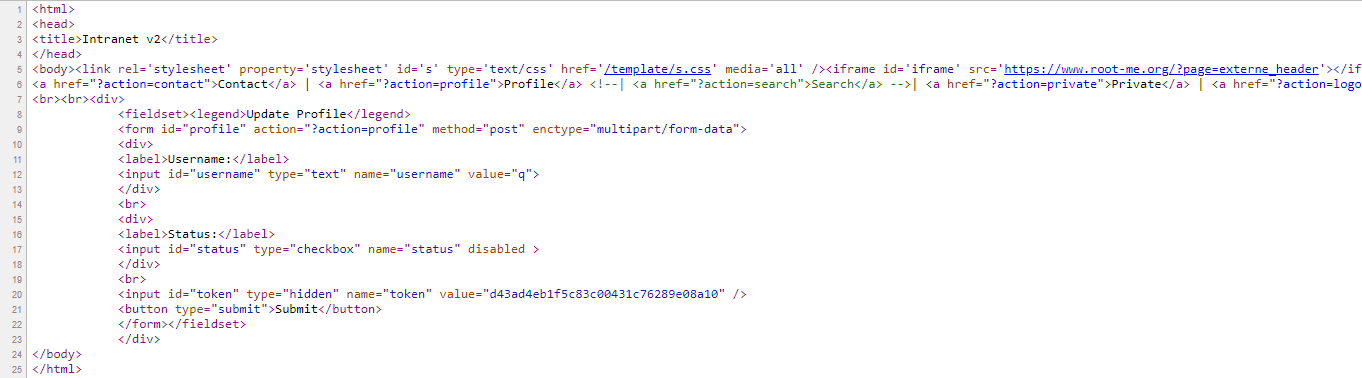 1 <html>
2 <head>
3 <title>Intranet v2</title>
4 </head>
5 <body><link rel='stylesheet' property='stylesheet' id='s' type='text/css' href='/template/s.css' media='all' /><iframe id='iframe' src='https://www.root-me.org/?page=externe_header'></if
6 <a href="?action=contact">Contact</a> | <a href="?action=profile">Profile</a> <!--| <a href="?action=search">Search</a> -->| <a href="?action=private">Private</a> | <a href="?action=logo
7 <br><br><div>
8 <fieldset><legend>Update Profile</legend>
9 <form id="profile" action="?action=profile" method="post" enctype="multipart/form-data">
10 <div>
11 <label>Username:</label>
12 <input id="username" type="text" name="username" value="q">
13 </div>
14 <br>
15 <div>
16 <label>Status:</label>
17 <input id="status" type="checkbox" name="status" disabled >
18 </div>
19 <br>
20 <input id="token" type="hidden" name="token" value="d43ad4eb1f5c83c00431c76289e08a10" />
21 <button type="submit">Submit</button>
22 </form></fieldset>
23 </div>
24 </body>
25 </html>